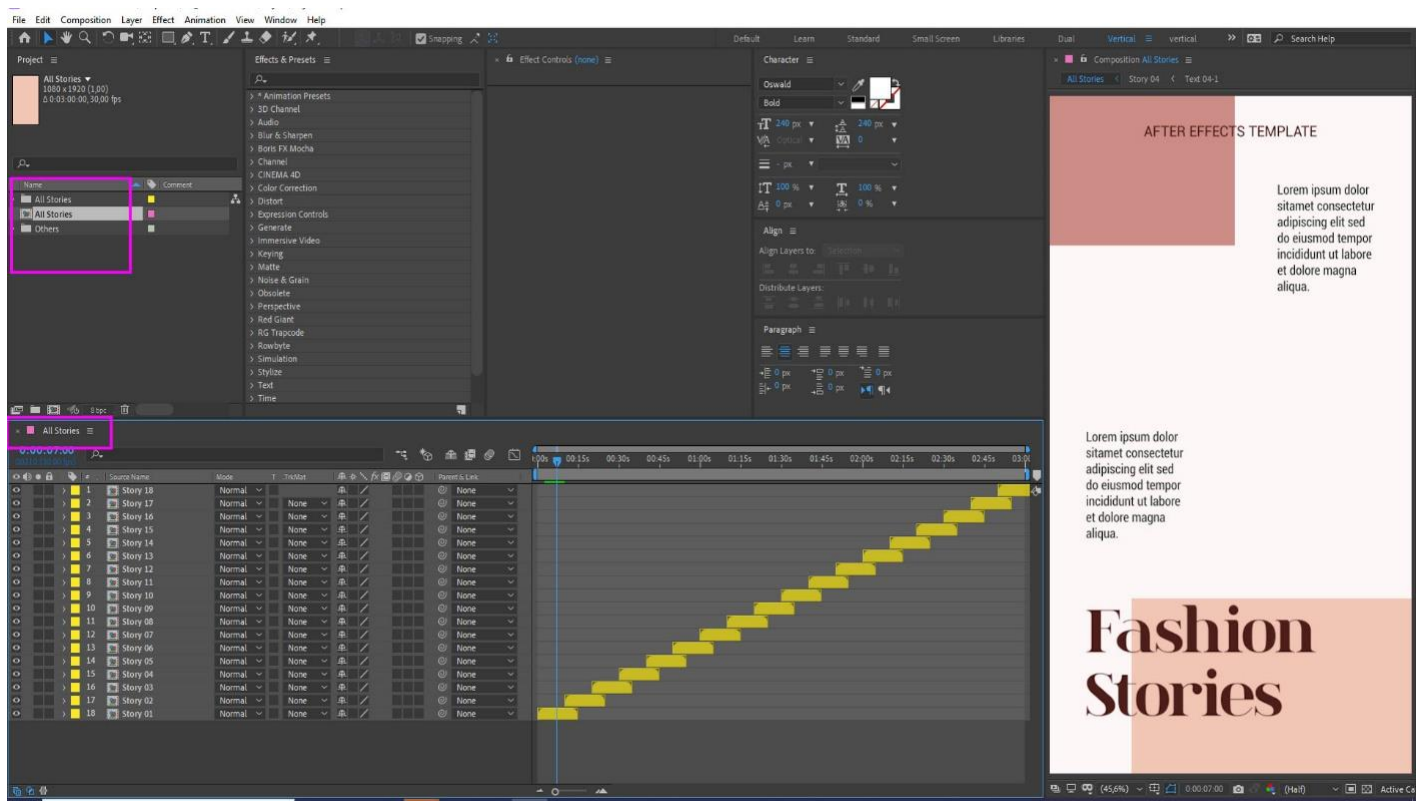 File Edit Composition Layer Effect Animation View Window Help
Snapping
Default Learn Standard Small Screen Libraries Dual Vertical vertical Search Help
Project
All Stories
1080 x 1920 (1,00)
Δ 0:03:00:00, 30,00 fps
Name Comment
All Stories
All Stories
Others
8 bpc
Effects & Presets
* Animation Presets
3D Channel
Audio
Blur & Sharpen
Boris FX Mocha
Channel
CINEMA 4D
Color Correction
Distort
Expression Controls
Generate
Immersive Video
Keying
Matte
Noise & Grain
Obsolete
Perspective
Red Giant
RG Trapcode
Rowbyte
Simulation
Stylize
Text
Time
Effect Controls (none)
Character
Oswald
Bold
240 px 240 px
Optical 0
- px
100 % 100 %
0 px 0 %
Align
Align Layers to: Selection
Distribute Layers:
Paragraph
0 px 0 px 0 px
0 px 0 px
Composition All Stories
All Stories Story 04 Text 04-1
AFTER EFFECTS TEMPLATE
Lorem ipsum dolor
sitamet consectetur
adipiscing elit sed
do eiusmod tempor
incididunt ut labore
et dolore magna
aliqua.
Lorem ipsum dolor
sitamet consectetur
adipiscing elit sed
do eiusmod tempor
incididunt ut labore
et dolore magna
aliqua.
Fashion
Stories
(45,6%) 0:00:07:00 (Half) Active Ca
All Stories
0:00:07:00
00s 00:15s 00:30s 00:45s 01:00s 01:15s 01:30s 01:45s 02:00s 02:15s 02:30s 02:45s 03:0
# Source Name Mode T TrkMat Parent & Link
1 Story 18 Normal None
2 Story 17 Normal None None
3 Story 16 Normal None None
4 Story 15 Normal None None
5 Story 14 Normal None None
6 Story 13 Normal None None
7 Story 12 Normal None None
8 Story 11 Normal None None
9 Story 10 Normal None None
10 Story 09 Normal None None
11 Story 08 Normal None None
12 Story 07 Normal None None
13 Story 06 Normal None None
14 Story 05 Normal None None
15 Story 04 Normal None None
16 Story 03 Normal None None
17 Story 02 Normal None None
18 Story 01 Normal None None